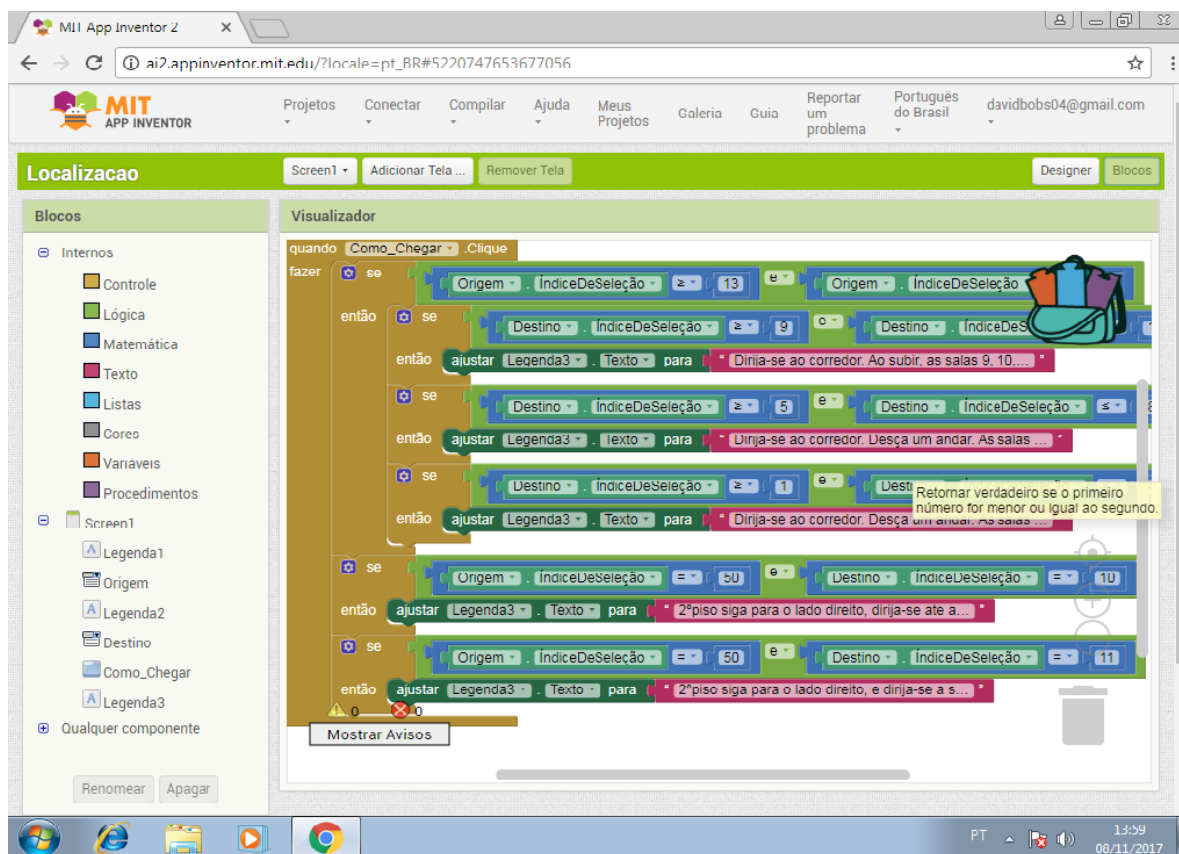 MIT App Inventor 2
ai2.appinventor.mit.edu/?locale=pt_BR#5220747653677056
MIT
APP INVENTOR
Projetos Conectar Compilar Ajuda Meus Projetos Galeria Guia Reportar um problema Português do Brasil davidbobs04@gmail.com
Localizacao Screen1 Adicionar Tela ... Remover Tela Designer Blocos
Blocos
Internos
Controle
Lógica
Matemática
Texto
Listas
Cores
Variáveis
Procedimentos
Screen1
Legenda1
Origem
Legenda2
Destino
Como_Chegar
Legenda3
Qualquer componente
Renomear Apagar
Visualizador
quando Como_Chegar .Clique
fazer se Origem . ÍndiceDeSeleção ≥ 13 e Origem . ÍndiceDeSeleção
então se Destino . ÍndiceDeSeleção ≥ 9 e Destino .
então ajustar Legenda3 . Texto para " Dirija-se ao corredor. Ao subir, as salas 9, 10,... "
se Destino . ÍndiceDeSeleção ≥ 5 e Destino . ÍndiceDeSeleção ≤ 8
então ajustar Legenda3 . Texto para " Dirija-se ao corredor. Desça um andar. As salas ... "
se Destino . ÍndiceDeSeleção ≥ 1 e
então ajustar Legenda3 . Texto para " Dirija-se ao corredor. Desça um andar. As salas ... "
Retornar verdadeiro se o primeiro
número for menor ou igual ao segundo.
se Origem . ÍndiceDeSeleção = 50 e Destino . ÍndiceDeSeleção = 10
então ajustar Legenda3 . Texto para " 2ºpiso siga para o lado direito, dirija-se ate a... "
se Origem . ÍndiceDeSeleção = 50 e Destino . ÍndiceDeSeleção = 11
então ajustar Legenda3 . Texto para " 2ºpiso siga para o lado direito, e dirija-se a s... "
0 0
Mostrar Avisos
PT 13:59
08/11/2017